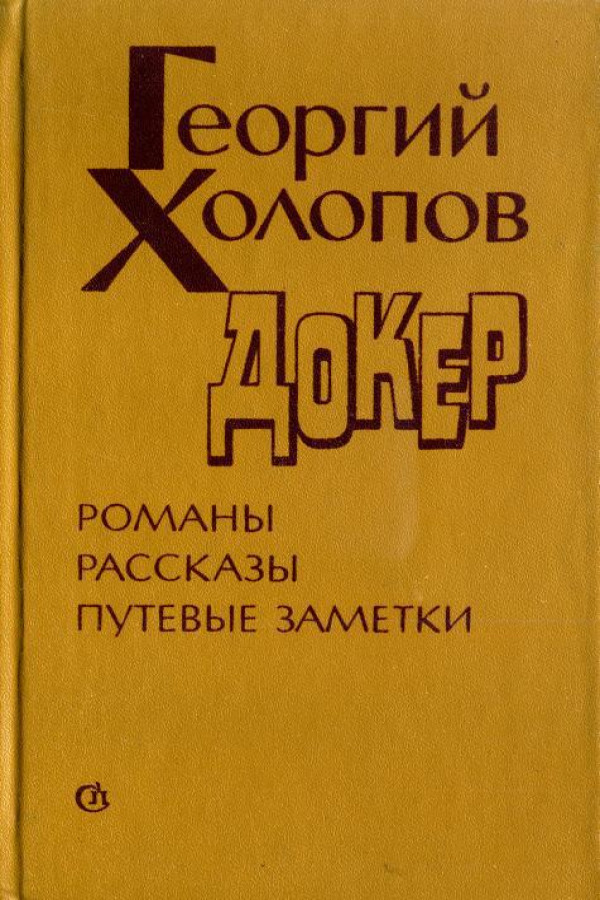 Георгий
Холопов
ДОКЕР
РОМАНЫ
РАССКАЗЫ
ПУТЕВЫЕ ЗАМЕТКИ